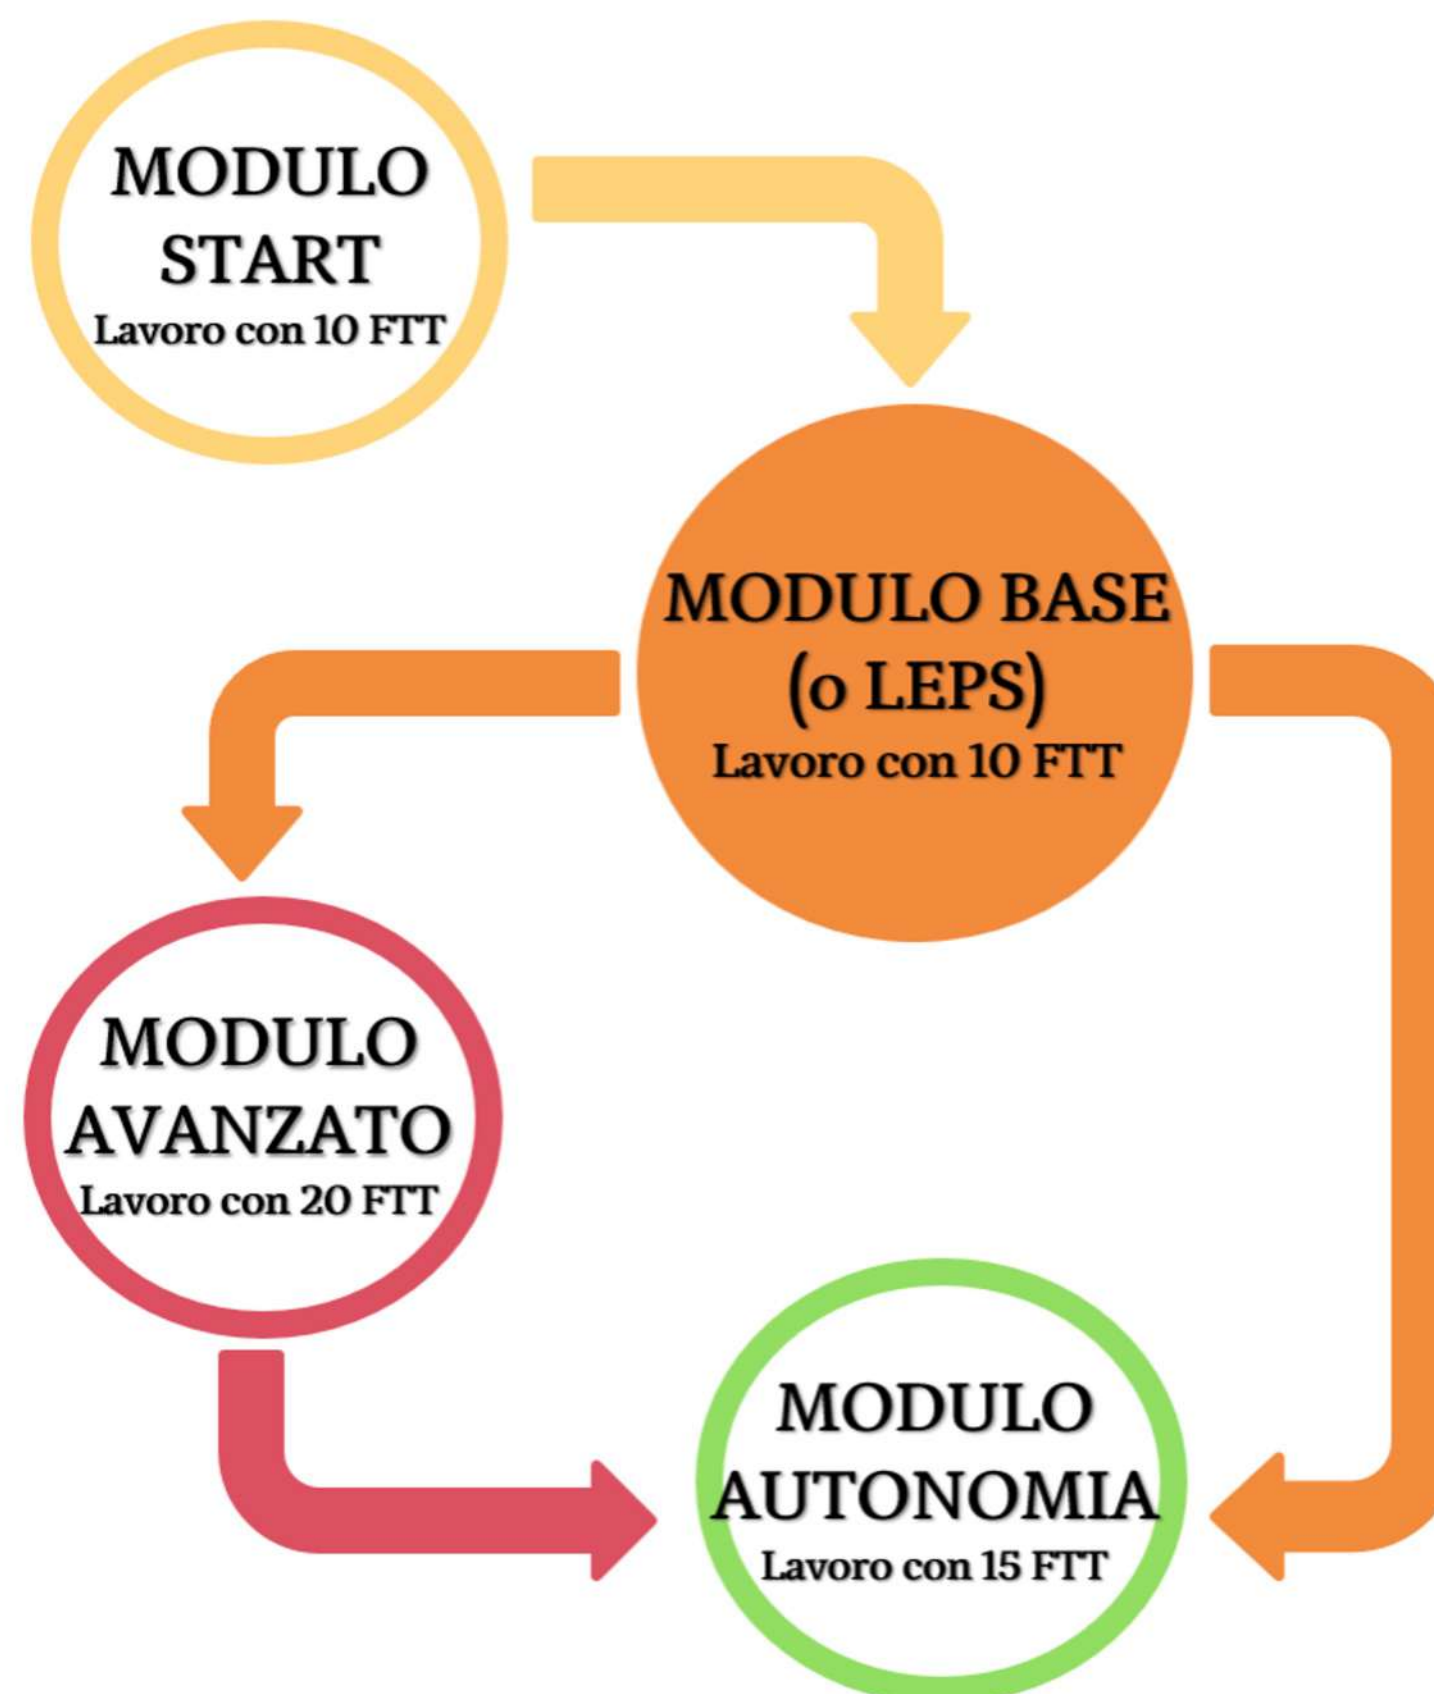 MODULO
START
Lavoro con 10 FTT
MODULO BASE
(o LEPS)
Lavoro con 10 FTT
MODULO
AVANZATO
Lavoro con 20 FTT
MODULO
AUTONOMIA
Lavoro con 15 FTT